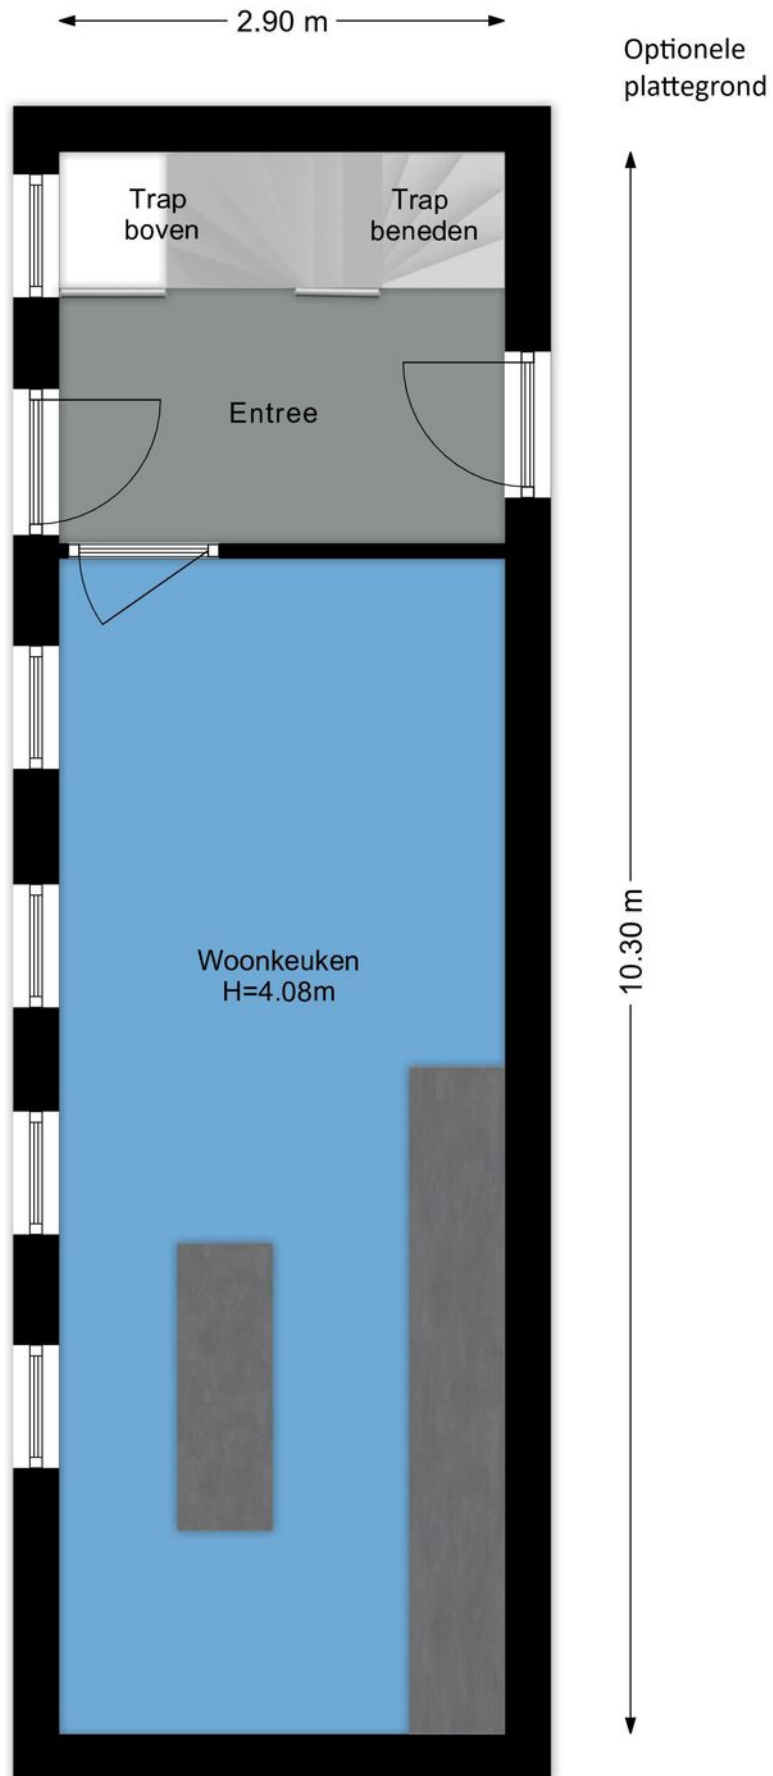 2.90 m
Optionele
plattegrond
Trap
boven
Trap
beneden
Entree
Woonkeuken
H=4.08m
10.30 m